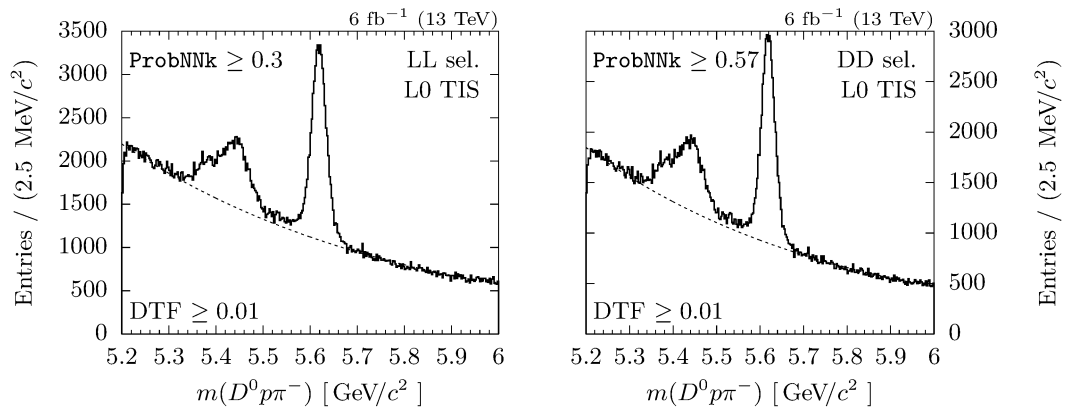 6 fb⁻¹ (13 TeV)
ProbNNk ≥ 0.3
LL sel.
L0 TIS
DTF ≥ 0.01
Entries / (2.5 MeV/c²)
3500
3000
2500
2000
1500
1000
500
0
5.2 5.3 5.4 5.5 5.6 5.7 5.8 5.9 6
m(D⁰pπ⁻) [GeV/c² ]
6 fb⁻¹ (13 TeV)
ProbNNk ≥ 0.57
DD sel.
L0 TIS
DTF ≥ 0.01
3000
2500
2000
1500
1000
500
0
Entries / (2.5 MeV/c²)
5.2 5.3 5.4 5.5 5.6 5.7 5.8 5.9 6
m(D⁰pπ⁻) [GeV/c² ]